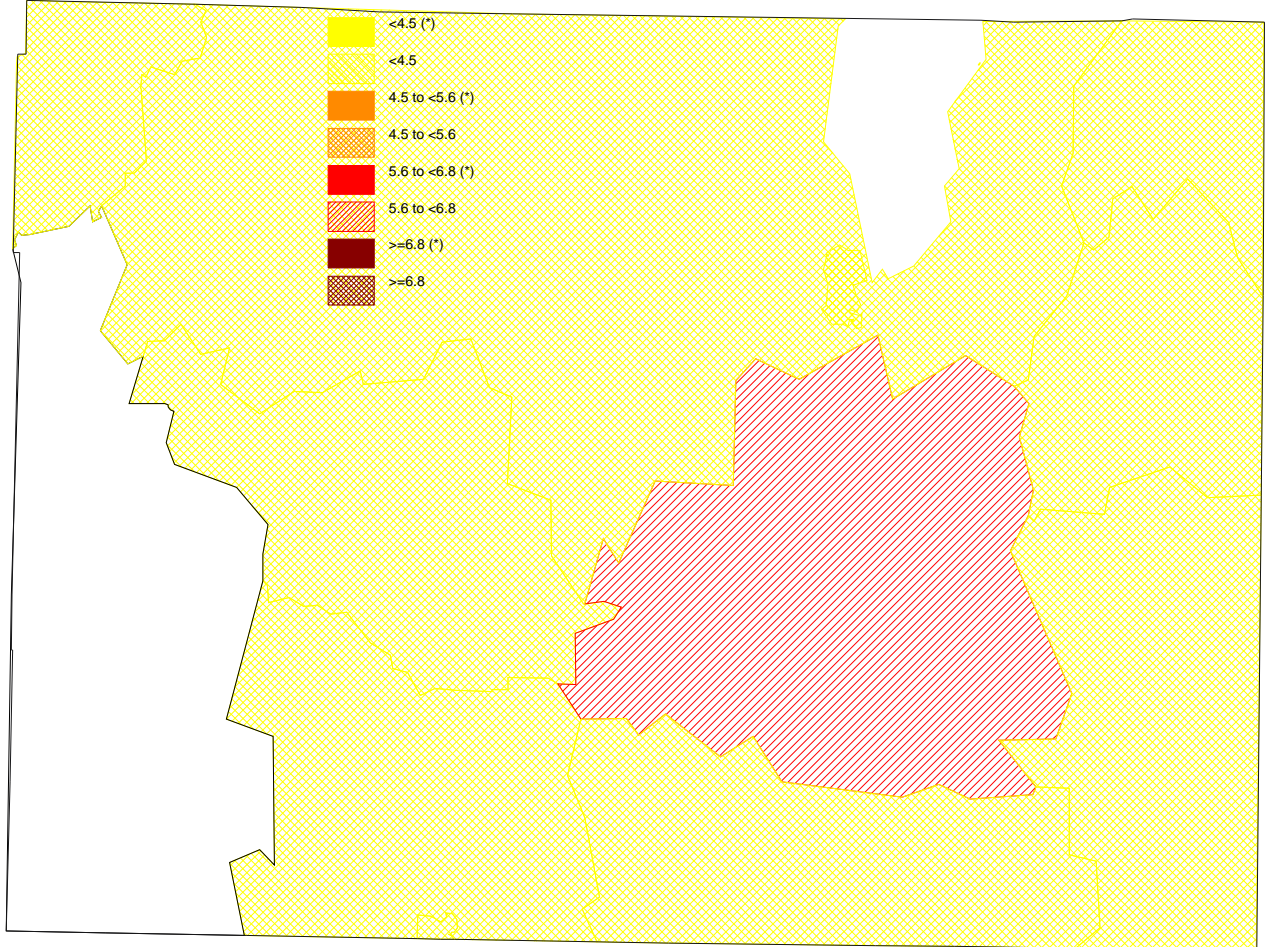 <4.5 (*)
<4.5
4.5 to <5.6 (*)
4.5 to <5.6
5.6 to <6.8 (*)
5.6 to <6.8
>=6.8 (*)
>=6.8